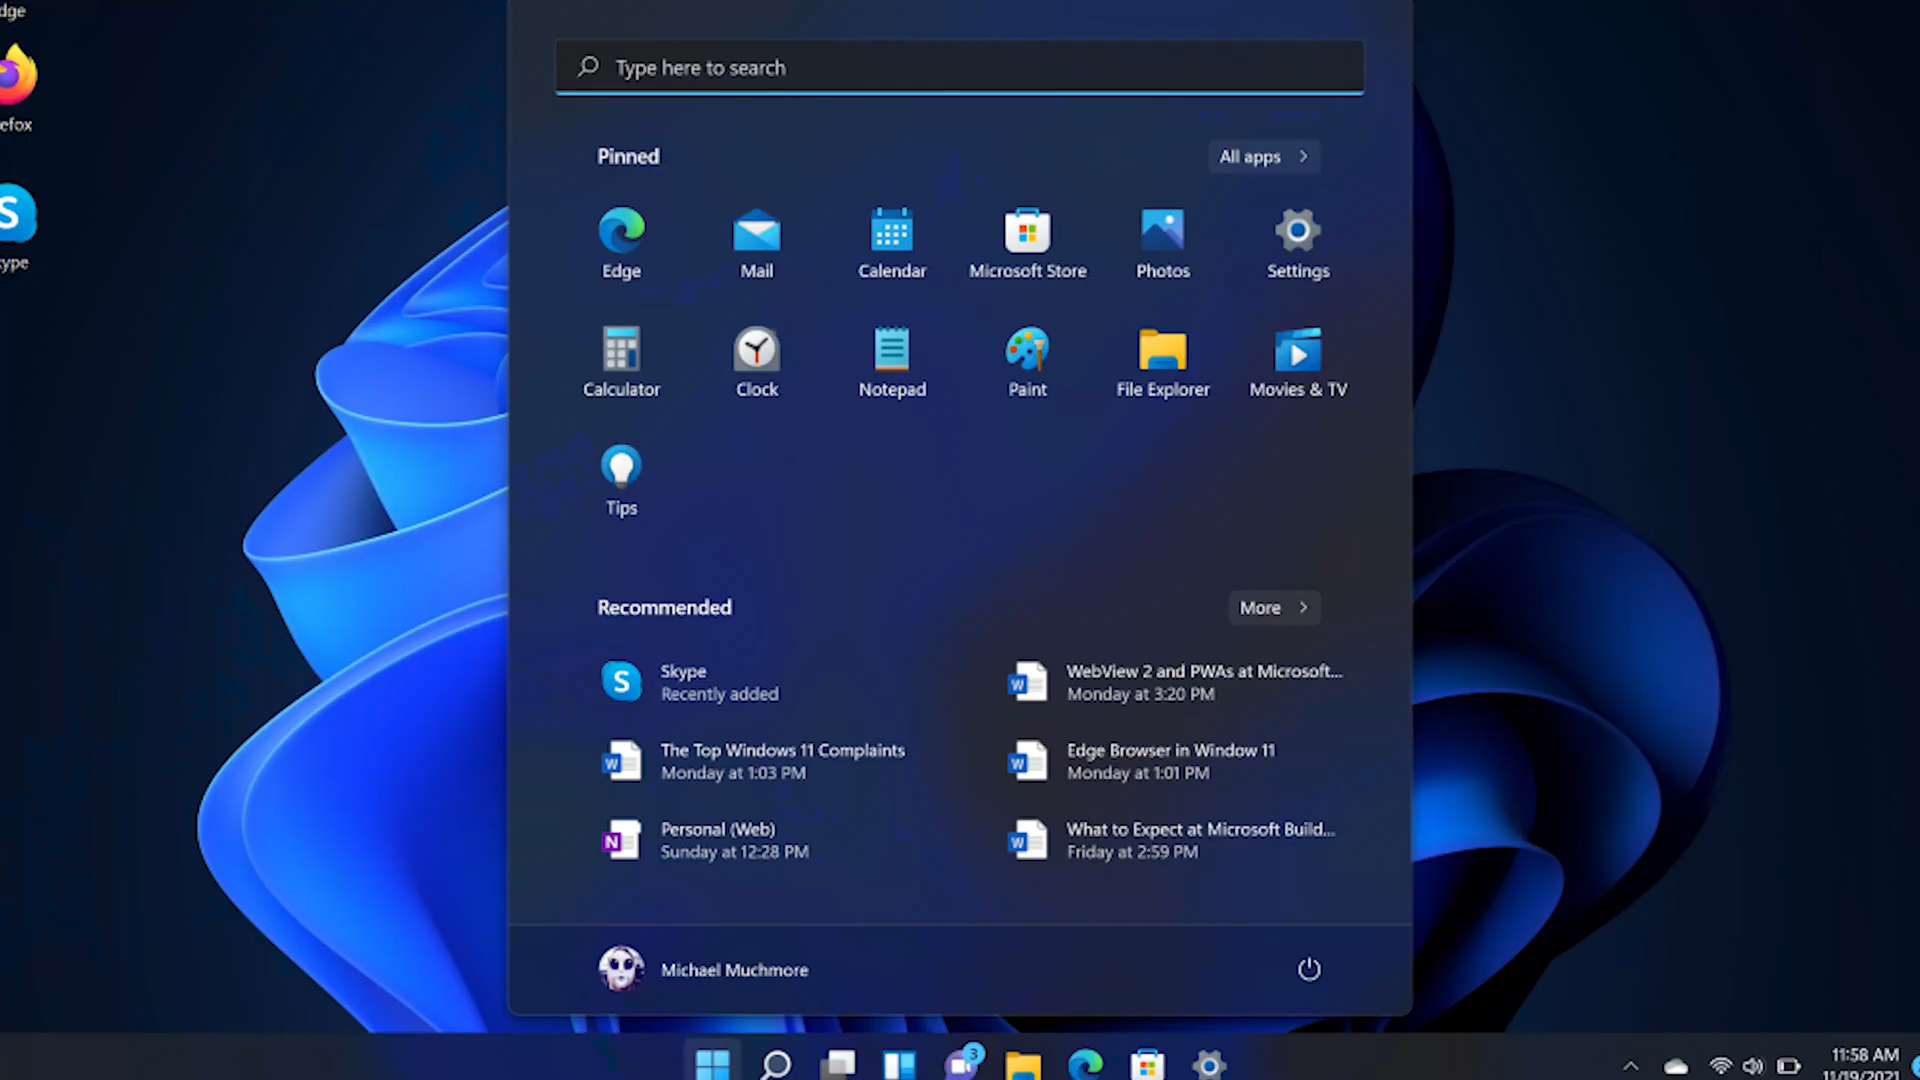 dge
efox
ype
Type here to search
Pinned
All apps
Edge
Mail
Calendar
Microsoft Store
Photos
Settings
Calculator
Clock
Notepad
Paint
File Explorer
Movies & TV
Tips
Recommended
More
S
Skype
Recently added
W
WebView 2 and PWAs at Microsoft...
Monday at 3:20 PM
W
The Top Windows 11 Complaints
Monday at 1:03 PM
W
Edge Browser in Window 11
Monday at 1:01 PM
N
Personal (Web)
Sunday at 12:28 PM
W
What to Expect at Microsoft Build...
Friday at 2:59 PM
Michael Muchmore
3
11:58 AM
11/19/2021